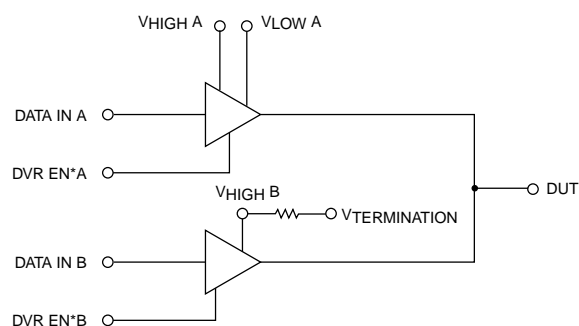 VHIGH A
VLOW A
DATA IN A
DVR EN*A
DUT
VHIGH B
VTERMINATION
DATA IN B
DVR EN*B